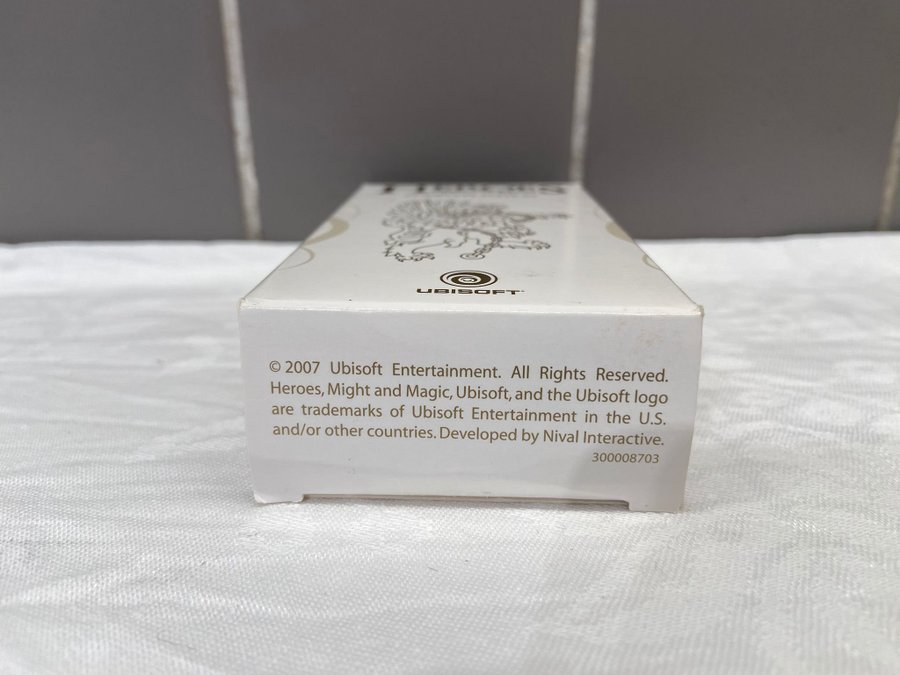 HEROES
UBISOFT
© 2007 Ubisoft Entertainment. All Rights Reserved.
Heroes, Might and Magic, Ubisoft, and the Ubisoft logo
are trademarks of Ubisoft Entertainment in the U.S.
and/or other countries. Developed by Nival Interactive.
300008703